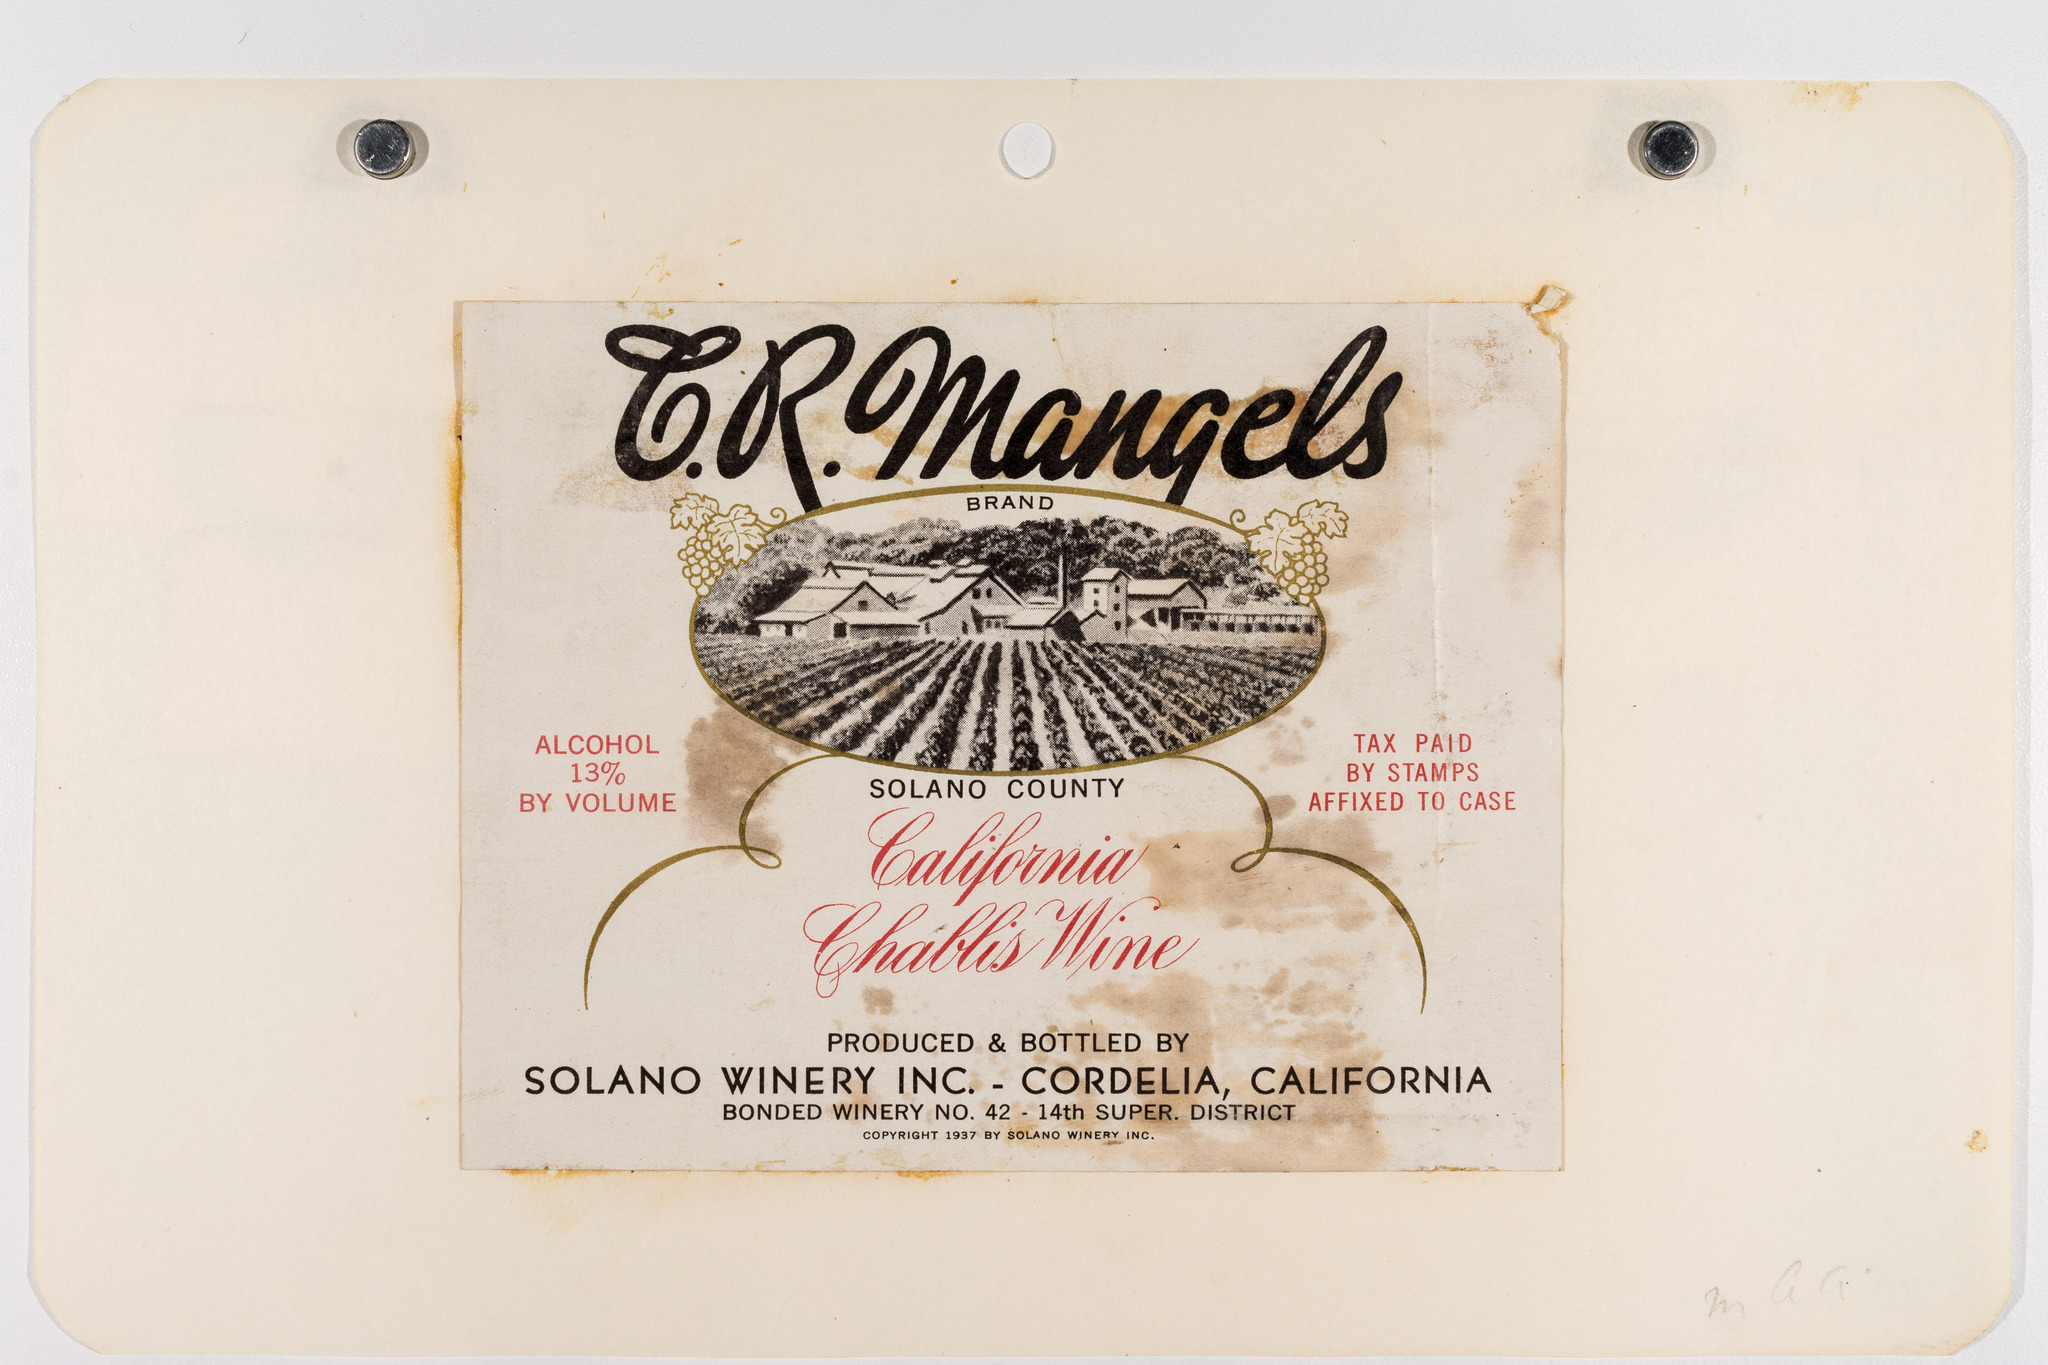 C. R. Mangels
BRAND
ALCOHOL
13%
BY VOLUME
TAX PAID
BY STAMPS
AFFIXED TO CASE
SOLANO COUNTY
California
Chablis Wine
PRODUCED & BOTTLED BY
SOLANO WINERY INC. - CORDELIA, CALIFORNIA
BONDED WINERY NO. 42 - 14th SUPER. DISTRICT
COPYRIGHT 1937 BY SOLANO WINERY INC.